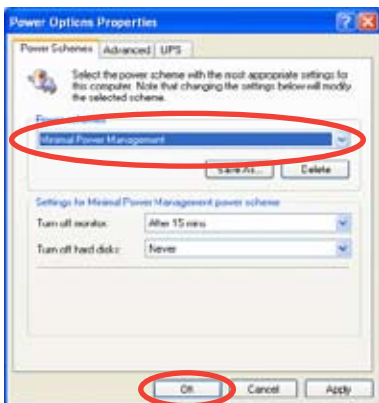 Power Options Properties
Power Schemes Advanced UPS
Select the power scheme with the most appropriate settings for
this computer. Note that changing the settings below will modify
the selected scheme.
Power schemes
Minimal Power Management
Save As... Delete
Settings for Minimal Power Management power scheme
Turn off monitor: After 15 mins
Turn off hard disks: Never
OK Cancel Apply